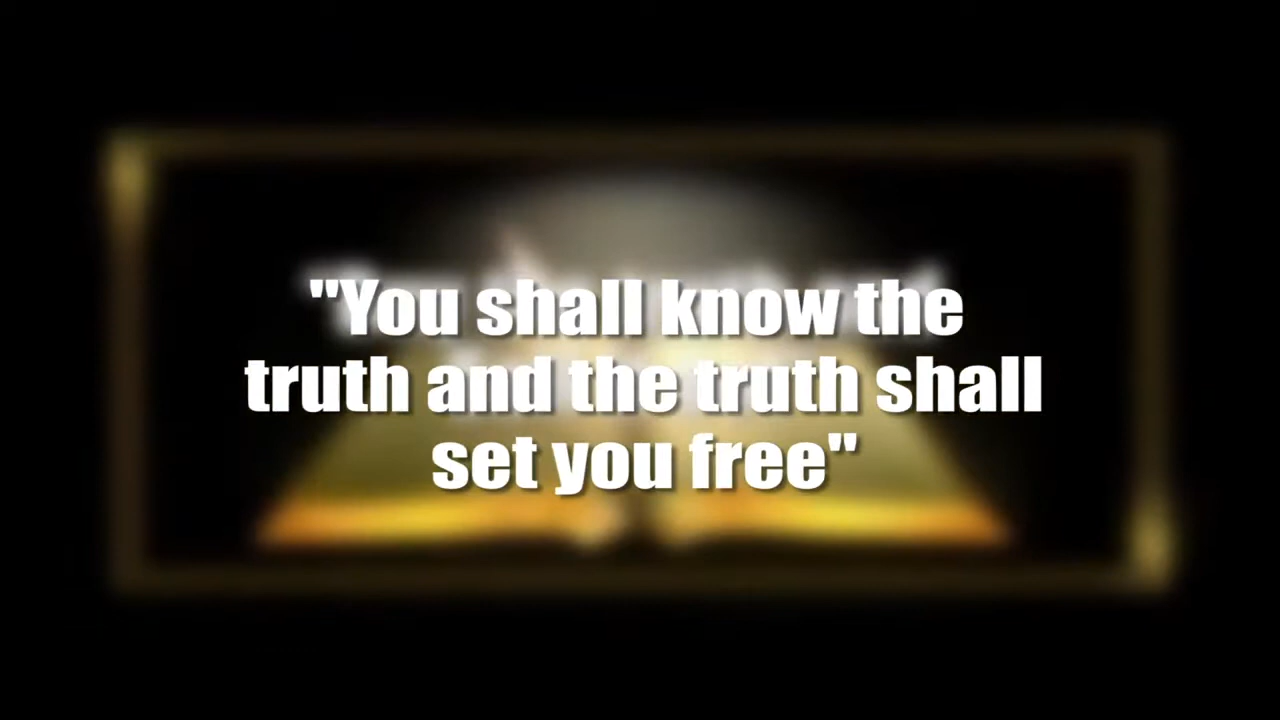 "You shall know the
truth and the truth shall
set you free"